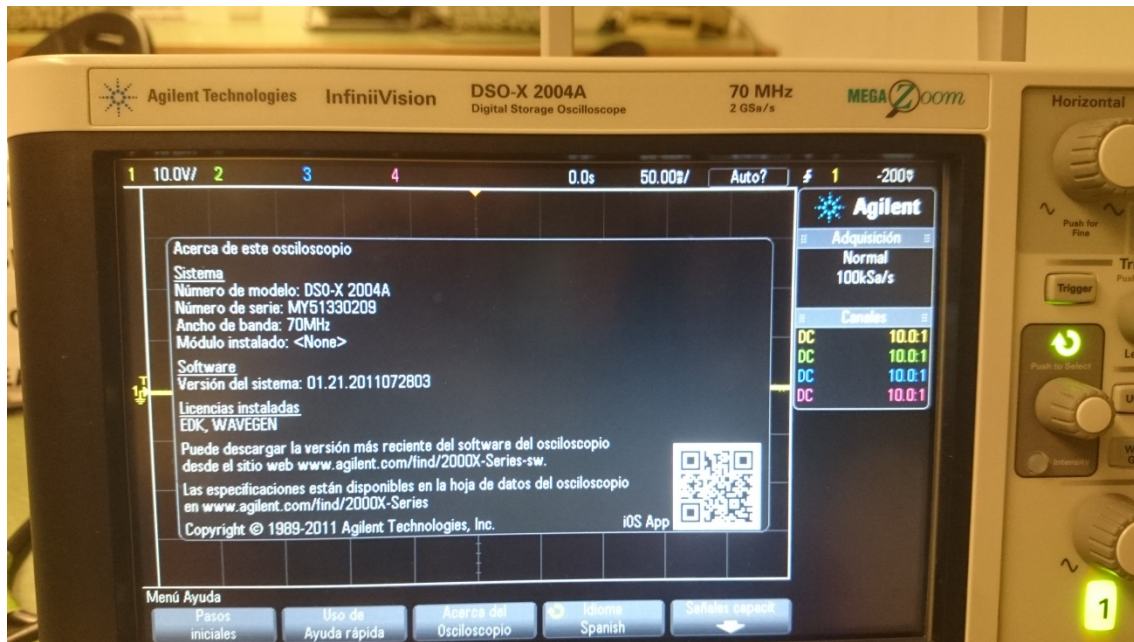 Agilent Technologies InfiniiVision DSO-X 2004A 70 MHz MEGA Zoom
Digital Storage Oscilloscope 2 GSa/s
Horizontal
Push for
Fine
Trigger
Push to Select
Intensity
1
1 10.0V/ 2 3 4 0.0s 50.00s/ Auto? 1 -200V
Agilent
Adquisición
Normal
100kSa/s
Canales
DC 10.0:1
DC 10.0:1
DC 10.0:1
DC 10.0:1
Acerca de este osciloscopio
Sistema
Número de modelo: DSO-X 2004A
Número de serie: MY51330209
Ancho de banda: 70MHz
Módulo instalado: <None>
Software
Versión del sistema: 01.21.2011072803
Licencias instaladas
EDK, WAVEGEN
Puede descargar la versión más reciente del software del osciloscopio
desde el sitio web www.agilent.com/find/2000X-Series-sw.
Las especificaciones están disponibles en la hoja de datos del osciloscopio
en www.agilent.com/find/2000X-Series
Copyright © 1989-2011 Agilent Technologies, Inc.
iOS App
Menú Ayuda
Pasos
iniciales
Uso de
Ayuda rápida
Acerca del
Osciloscopio
Idioma
Spanish
Señales capacit